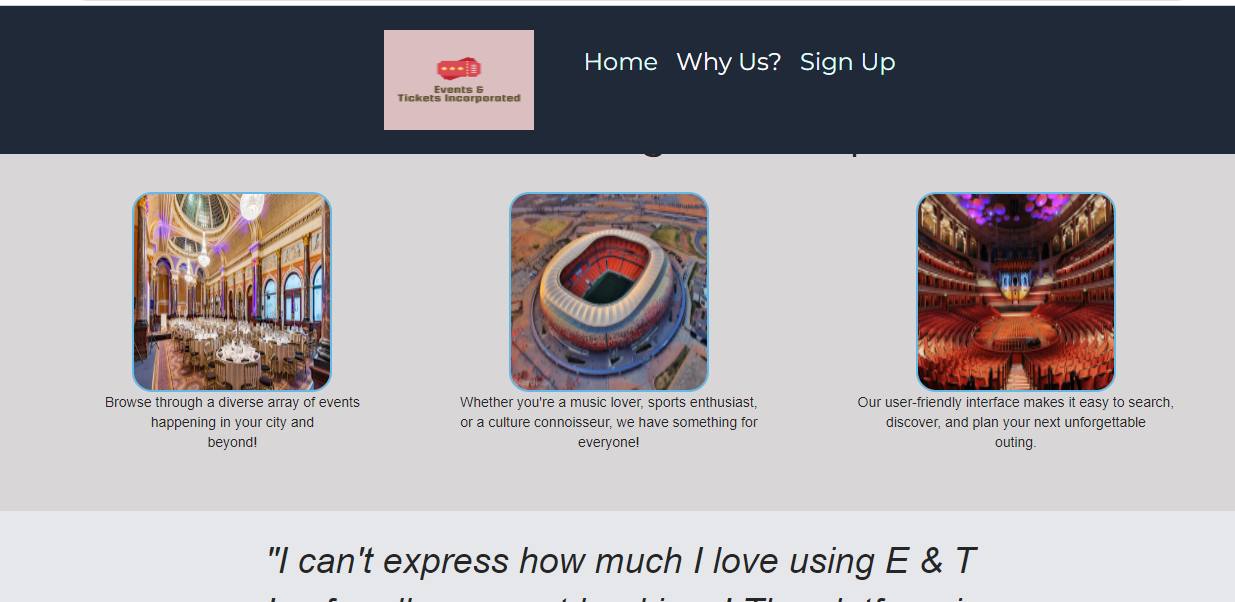 Events &
Tickets Incorporated
Home Why Us? Sign Up
Browse through a diverse array of events
happening in your city and
beyond!
Whether you're a music lover, sports enthusiast,
or a culture connoisseur, we have something for
everyone!
Our user-friendly interface makes it easy to search,
discover, and plan your next unforgettable
outing.
"I can't express how much I love using E & T